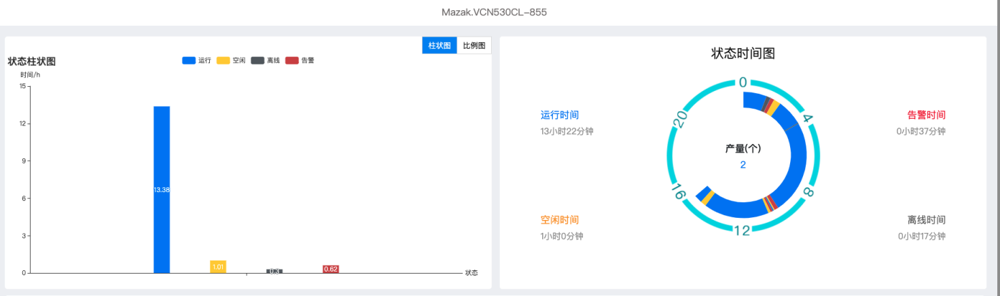 Mazak.VCN530CL-855
柱状图 比例图
状态柱状图
运行 空闲 离线 告警
时间/h
15
12
9
6
3
0
13.38
1.01
0.3
0.62
状态
状态时间图
运行时间
13小时22分钟
告警时间
0小时37分钟
0
4
8
12
16
20
产量(个)
2
空闲时间
1小时0分钟
离线时间
0小时17分钟